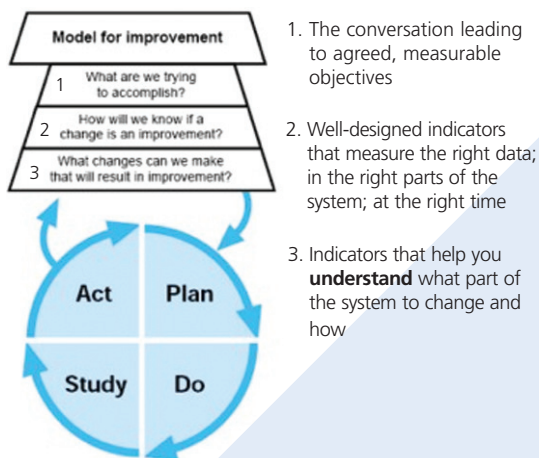 Model for improvement
1 What are we trying
to accomplish?
2 How will we know if a
change is an improvement?
3 What changes can we make
that will result in improvement?
Act
Plan
Study
Do
1. The conversation leading
to agreed, measurable
objectives
2. Well-designed indicators
that measure the right data;
in the right parts of the
system; at the right time
3. Indicators that help you
understand what part of
the system to change and
how